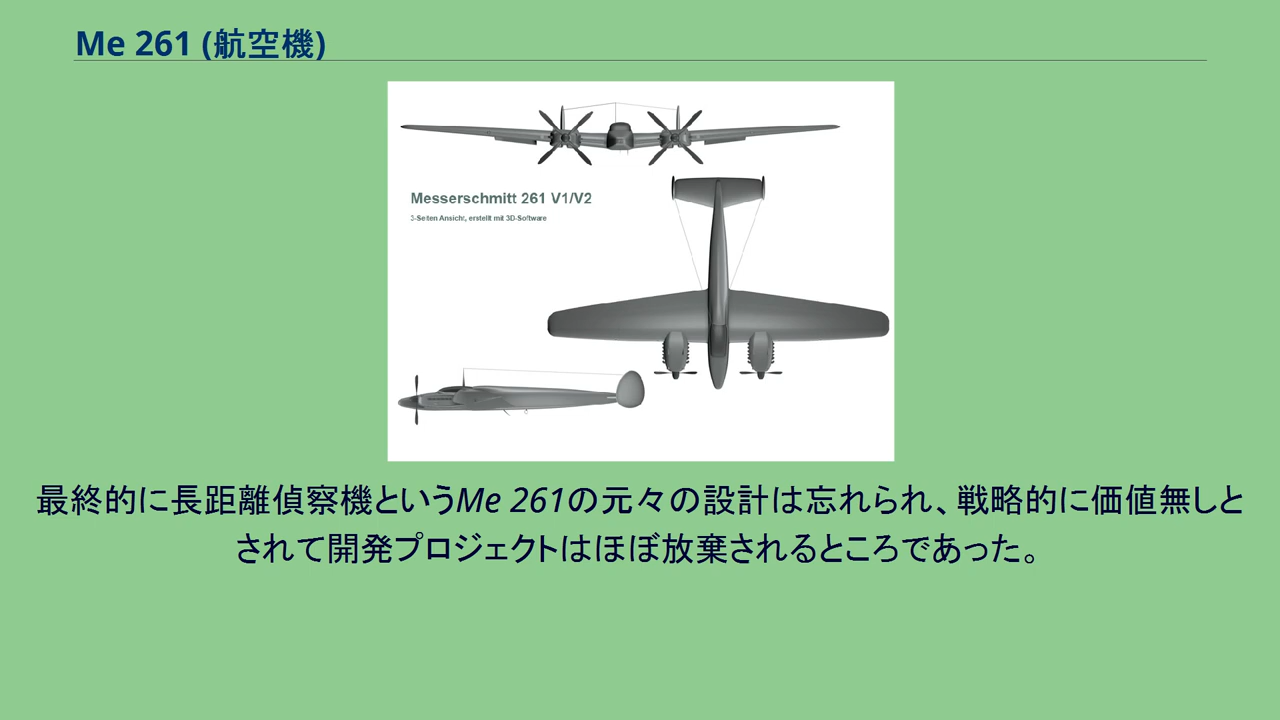 Me 261 (航空機)
Messerschmitt 261 V1/V2
3-Seiten Ansicht, erstellt mit 3D-Software
最終的に長距離偵察機というMe 261の元々の設計は忘れられ、戦略的に価値無しと
されて開発プロジェクトはほぼ放棄されるところであった。